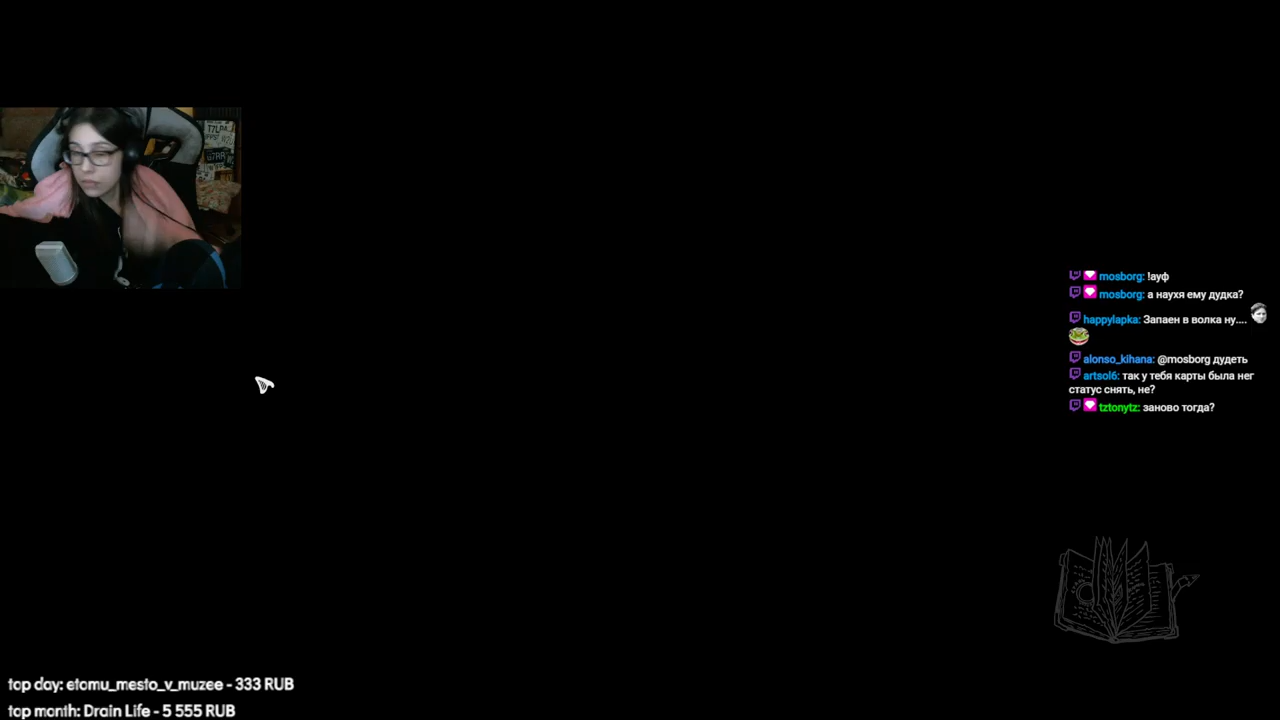 mosborg: !ауф
mosborg: а наухя ему дудка?
happylapka: Запаен в волка ну....
alonso_kihana: @mosborg дудеть
artsol6: так у тебя карты была нег
статус снять, не?
tztonytz: заново тогда?
top day: etomu_mesto_v_muzee - 333 RUB
top month: Drain Life - 5 555 RUB